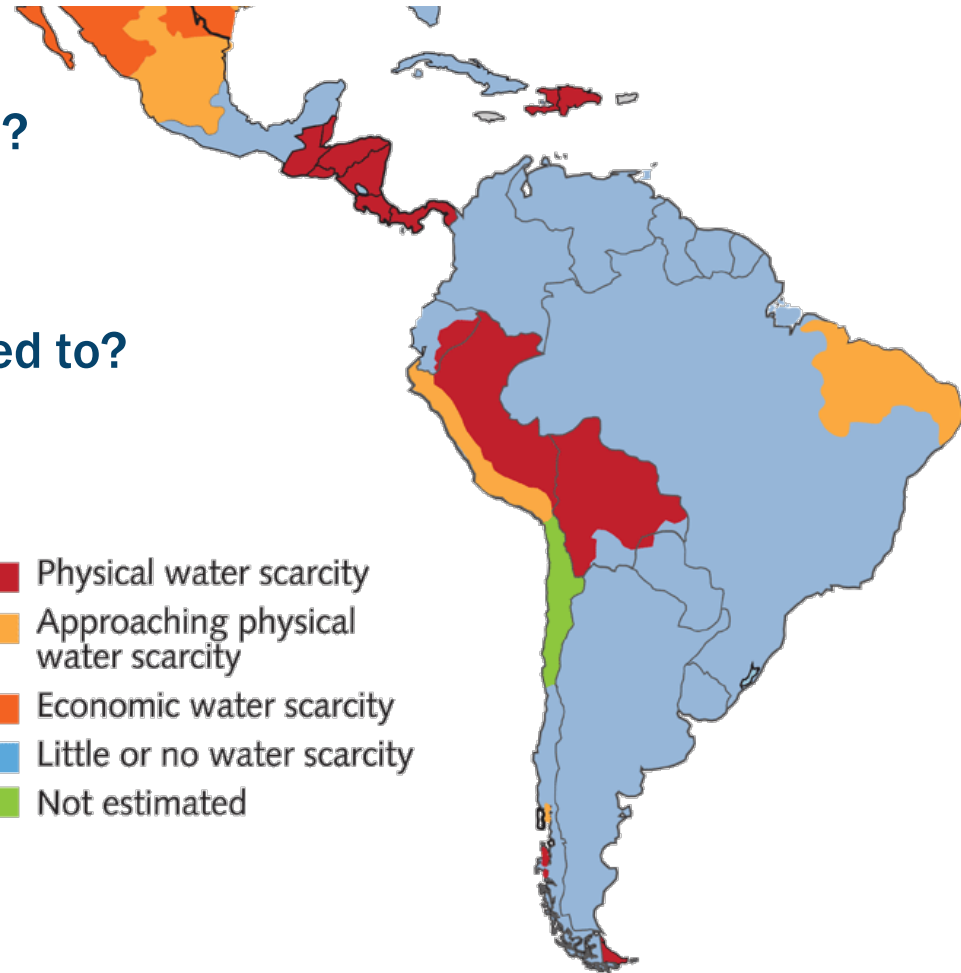 ?
ed to?
Physical water scarcity
Approaching physical
water scarcity
Economic water scarcity
Little or no water scarcity
Not estimated